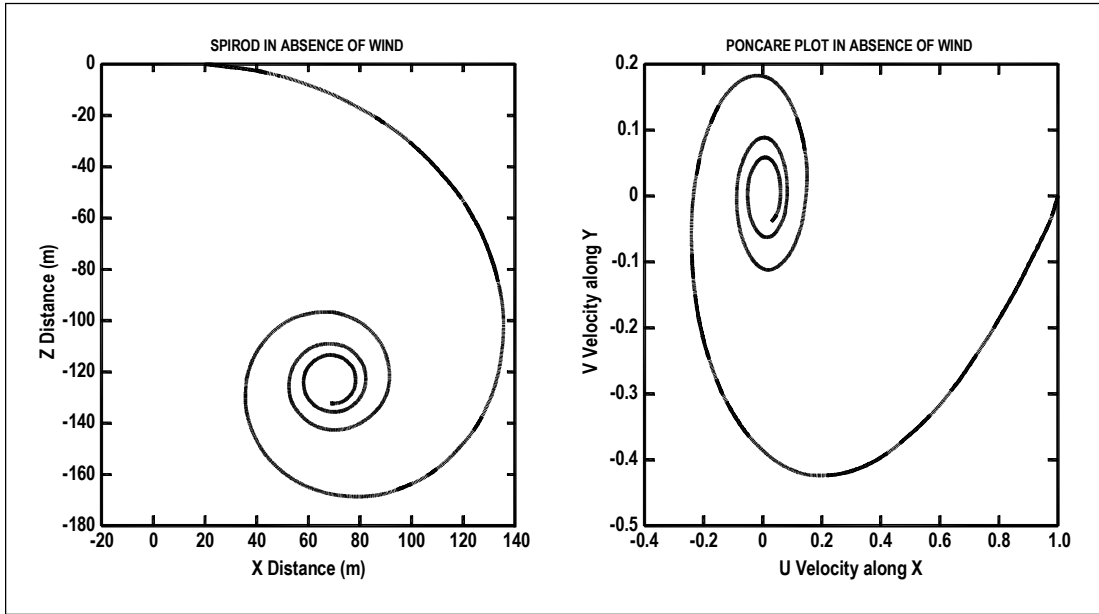 SPIROD IN ABSENCE OF WIND
0
-20
-40
-60
-80
-100
-120
-140
-160
-180
Z Distance (m)
-20 0 20 40 60 80 100 120 140
X Distance (m)
PONCARE PLOT IN ABSENCE OF WIND
0.2
0.1
0
-0.1
-0.2
-0.3
-0.4
-0.5
V Velocity along Y
-0.4 -0.2 0 0.2 0.4 0.6 0.8 1.0
U Velocity along X